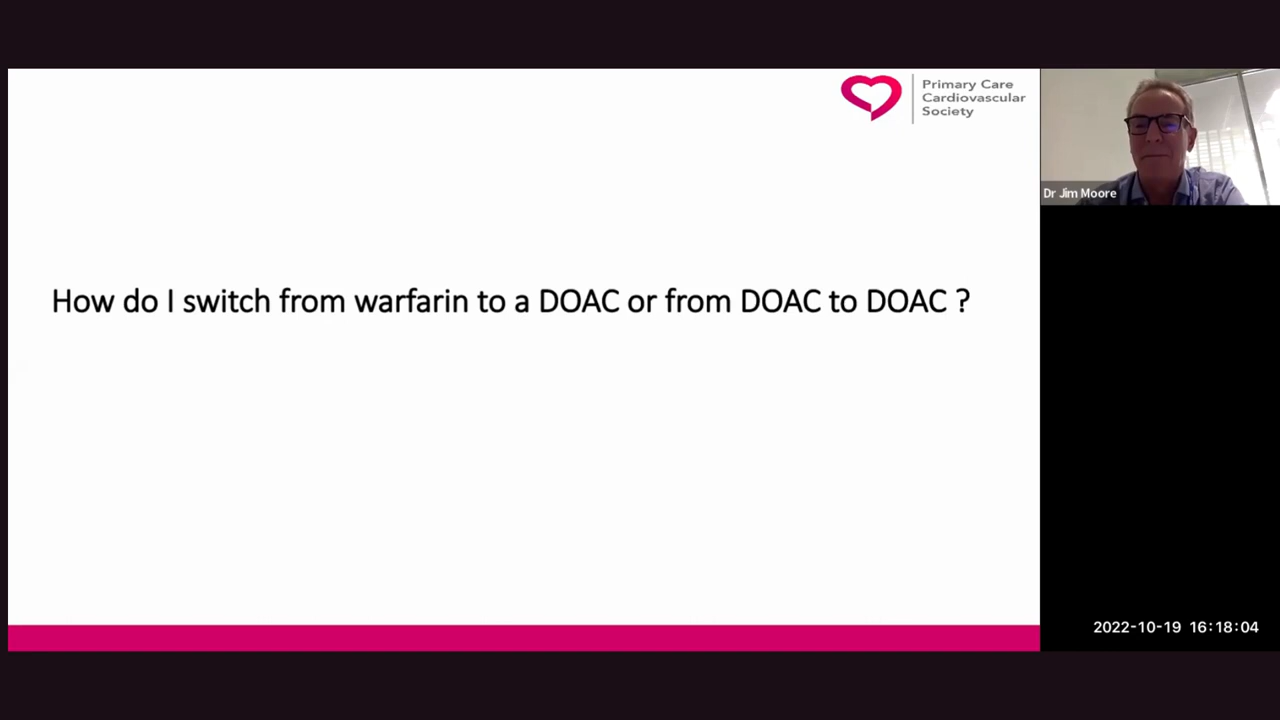 Primary Care
Cardiovascular
Society
Dr Jim Moore
How do I switch from warfarin to a DOAC or from DOAC to DOAC ?
2022-10-19 16:18:04